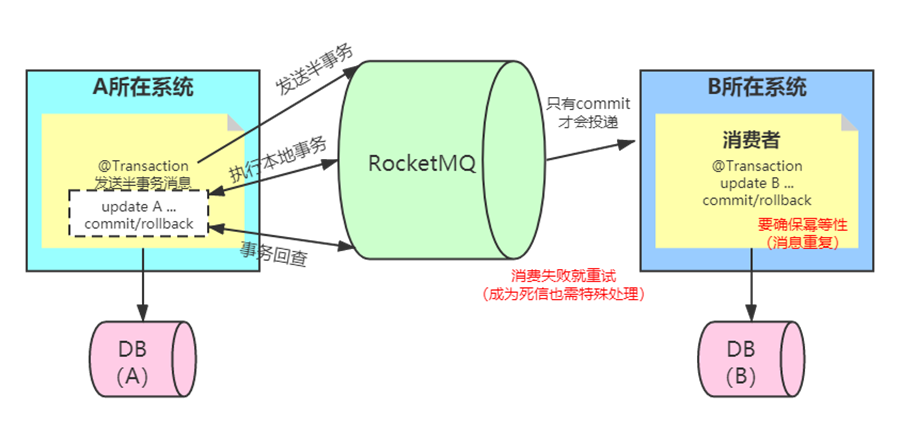 A所在系统
@Transaction
发送半事务消息
update A ...
commit/rollback
DB
（A）
发送半事务
执行本地事务
事务回查
RocketMQ
只有commit
才会投递
消费失败就重试
（成为死信也需特殊处理）
B所在系统
消费者
@Transaction
update B ...
commit/rollback
要确保幂等性
（消息重复）
DB
（B）